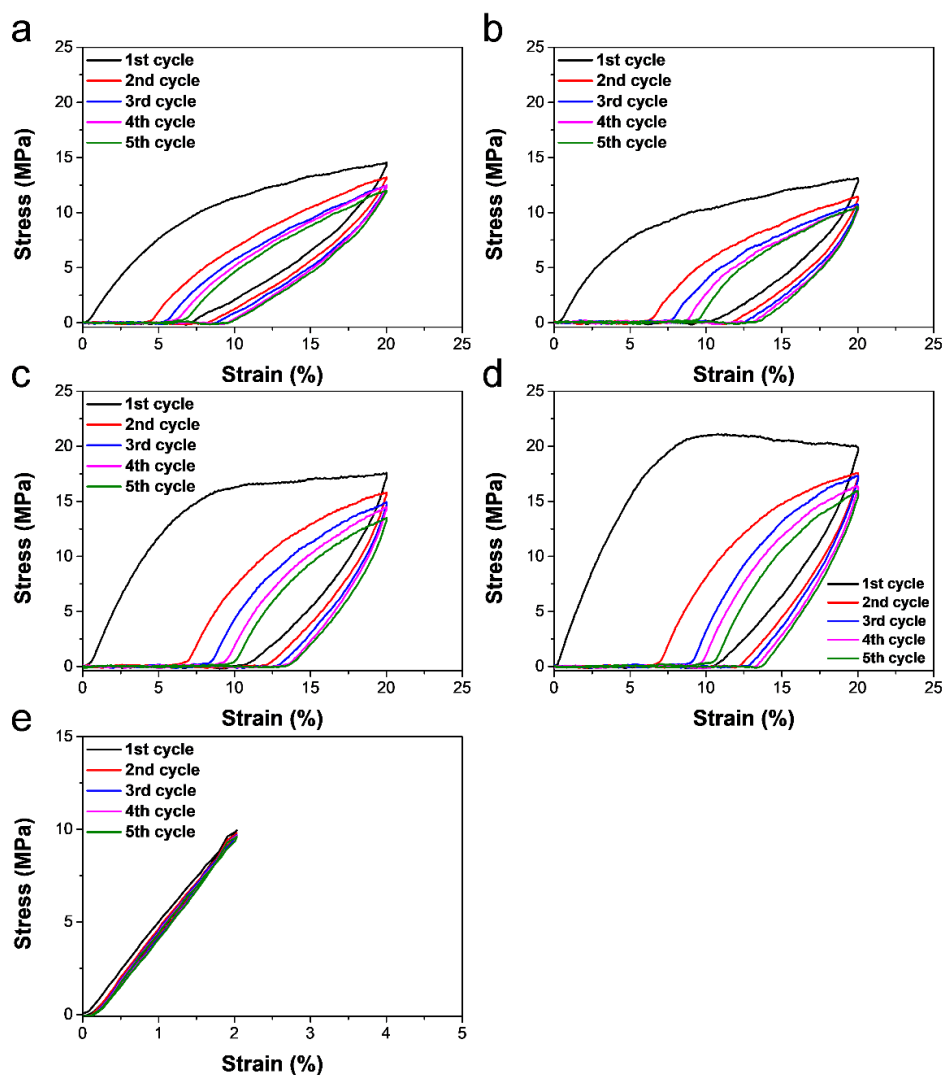 a
25
20
15
10
5
0
Stress (MPa)
1st cycle
2nd cycle
3rd cycle
4th cycle
5th cycle
0 5 10 15 20 25
Strain (%)
b
25
20
15
10
5
0
Stress (MPa)
1st cycle
2nd cycle
3rd cycle
4th cycle
5th cycle
0 5 10 15 20 25
Strain (%)
c
25
20
15
10
5
0
Stress (MPa)
1st cycle
2nd cycle
3rd cycle
4th cycle
5th cycle
0 5 10 15 20 25
Strain (%)
d
25
20
15
10
5
0
Stress (MPa)
1st cycle
2nd cycle
3rd cycle
4th cycle
5th cycle
0 5 10 15 20 25
Strain (%)
e
15
10
5
0
Stress (MPa)
1st cycle
2nd cycle
3rd cycle
4th cycle
5th cycle
0 1 2 3 4 5
Strain (%)